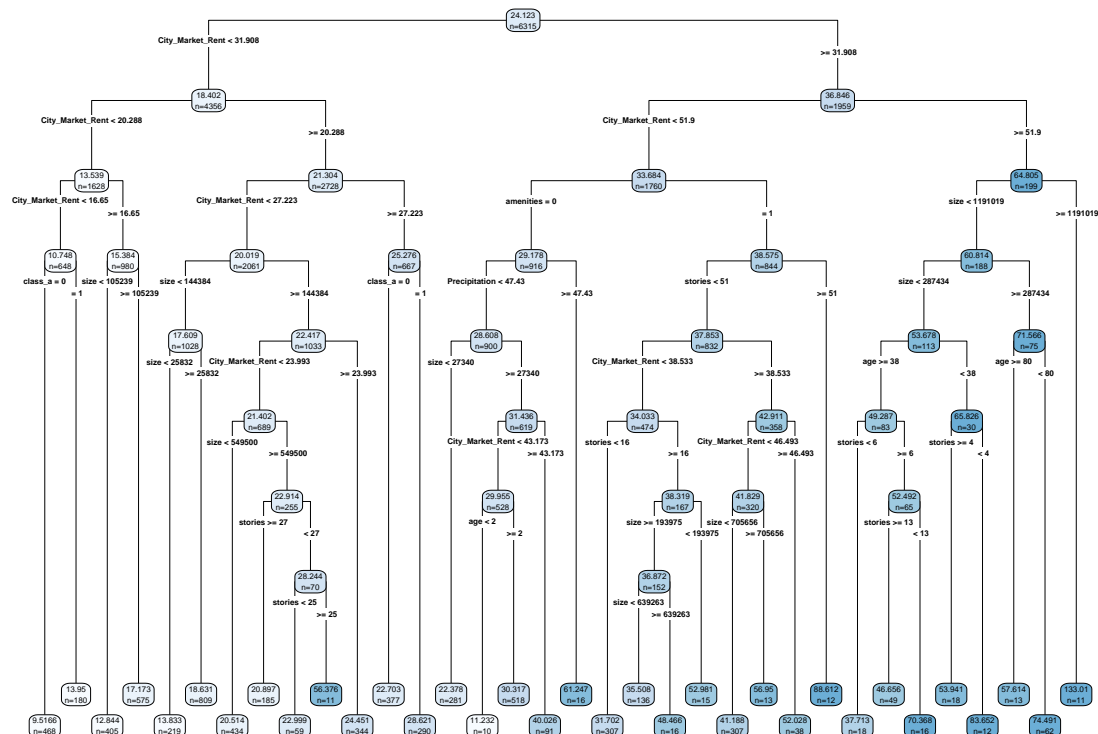 24.123
n=6315
City_Market_Rent < 31.908
>= 31.908
18.402
n=4356
36.846
n=1959
City_Market_Rent < 20.288
>= 20.288
City_Market_Rent < 51.9
>= 51.9
13.539
n=1628
21.304
n=2728
33.684
n=1760
64.805
n=199
City_Market_Rent < 16.65
>= 16.65
City_Market_Rent < 27.223
>= 27.223
amenities = 0
= 1
size < 1191019
>= 1191019
10.748
n=648
15.384
n=980
20.019
n=2061
25.276
n=667
29.178
n=916
38.575
n=844
60.814
n=188
class_a = 0
= 1
size < 105239
>= 105239
size < 144384
>= 144384
class_a = 0
= 1
Precipitation < 47.43
>= 47.43
stories < 51
>= 51
size < 287434
>= 287434
17.609
n=1028
22.417
n=1033
28.608
n=900
37.853
n=832
53.678
n=113
71.566
n=75
size < 25832
>= 25832
City_Market_Rent < 23.993
>= 23.993
size < 27340
>= 27340
City_Market_Rent < 38.533
>= 38.533
age >= 38
< 38
age >= 80
< 80
21.402
n=689
31.436
n=619
34.033
n=474
42.911
n=358
49.287
n=83
65.826
n=30
size < 549500
>= 549500
City_Market_Rent < 43.173
>= 43.173
stories < 16
>= 16
City_Market_Rent < 46.493
>= 46.493
stories < 6
>= 6
stories >= 4
< 4
22.914
n=255
29.955
n=528
38.319
n=167
41.829
n=320
52.492
n=65
stories >= 27
< 27
age < 2
>= 2
size >= 193975
< 193975
size < 705656
>= 705656
stories >= 13
< 13
28.244
n=70
36.872
n=152
stories < 25
>= 25
size < 639263
>= 639263
13.95
n=180
17.173
n=575
18.631
n=809
20.897
n=185
56.376
n=11
22.703
n=377
22.378
n=281
30.317
n=518
61.247
n=16
35.508
n=136
52.981
n=15
56.95
n=13
88.612
n=12
46.656
n=49
53.941
n=18
57.614
n=13
133.01
n=11
9.5166
n=468
12.844
n=405
13.833
n=219
20.514
n=434
22.999
n=59
24.451
n=344
28.621
n=290
11.232
n=10
40.026
n=91
31.702
n=307
48.466
n=16
41.188
n=307
52.028
n=38
37.713
n=18
70.368
n=16
83.652
n=12
74.491
n=62